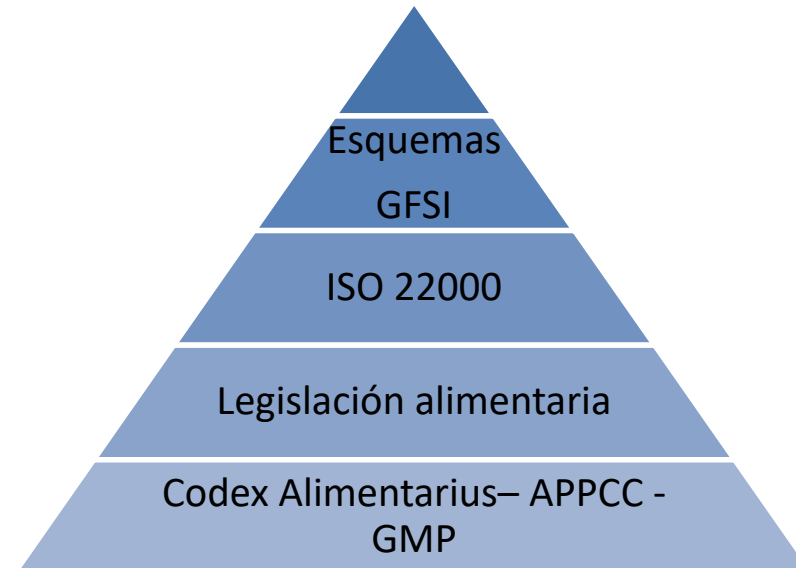 Esquemas
GFSI
ISO 22000
Legislación alimentaria
Codex Alimentarius– APPCC -
GMP